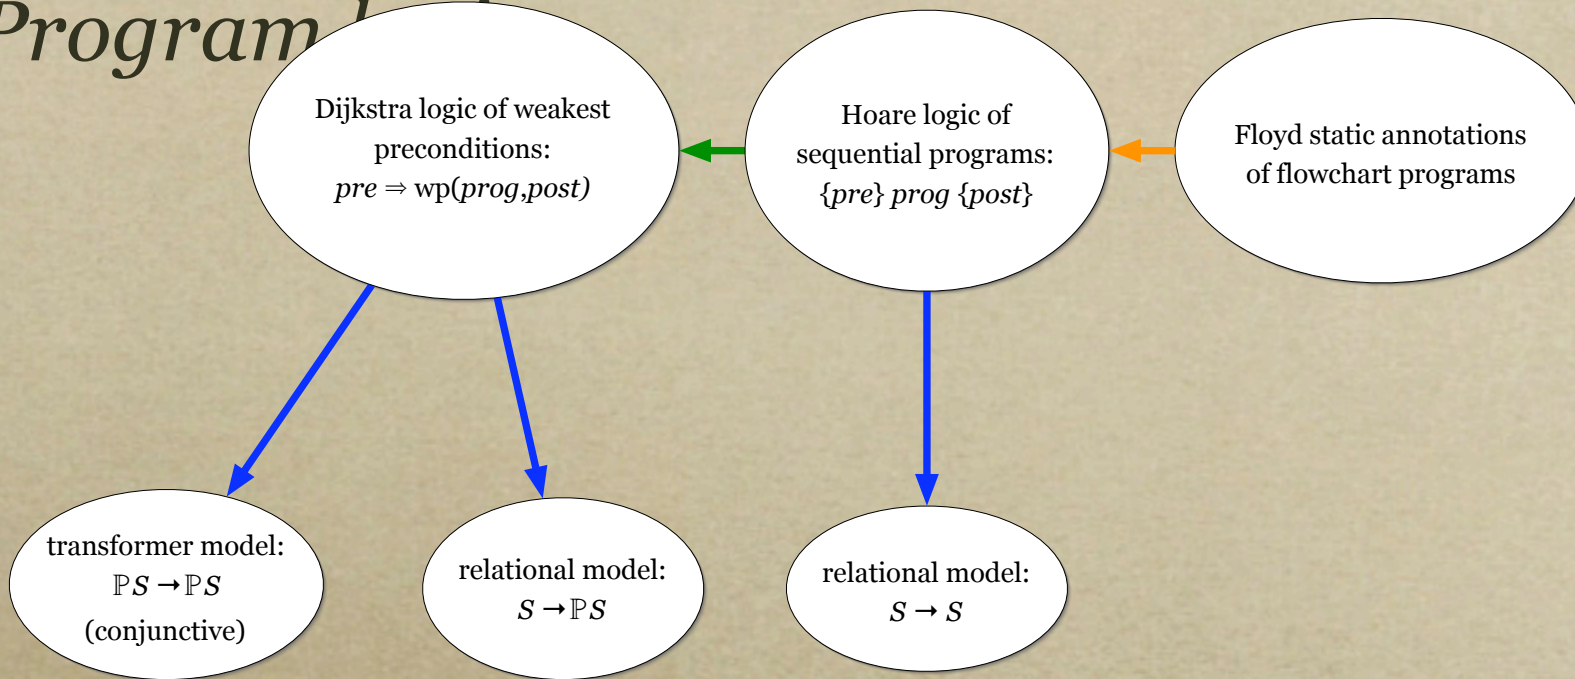 Program
Dijkstra logic of weakest
preconditions:
pre ⇒ wp(prog,post)
Hoare logic of
sequential programs:
{pre} prog {post}
Floyd static annotations
of flowchart programs
transformer model:
ℙS → ℙS
(conjunctive)
relational model:
S → ℙS
relational model:
S → S